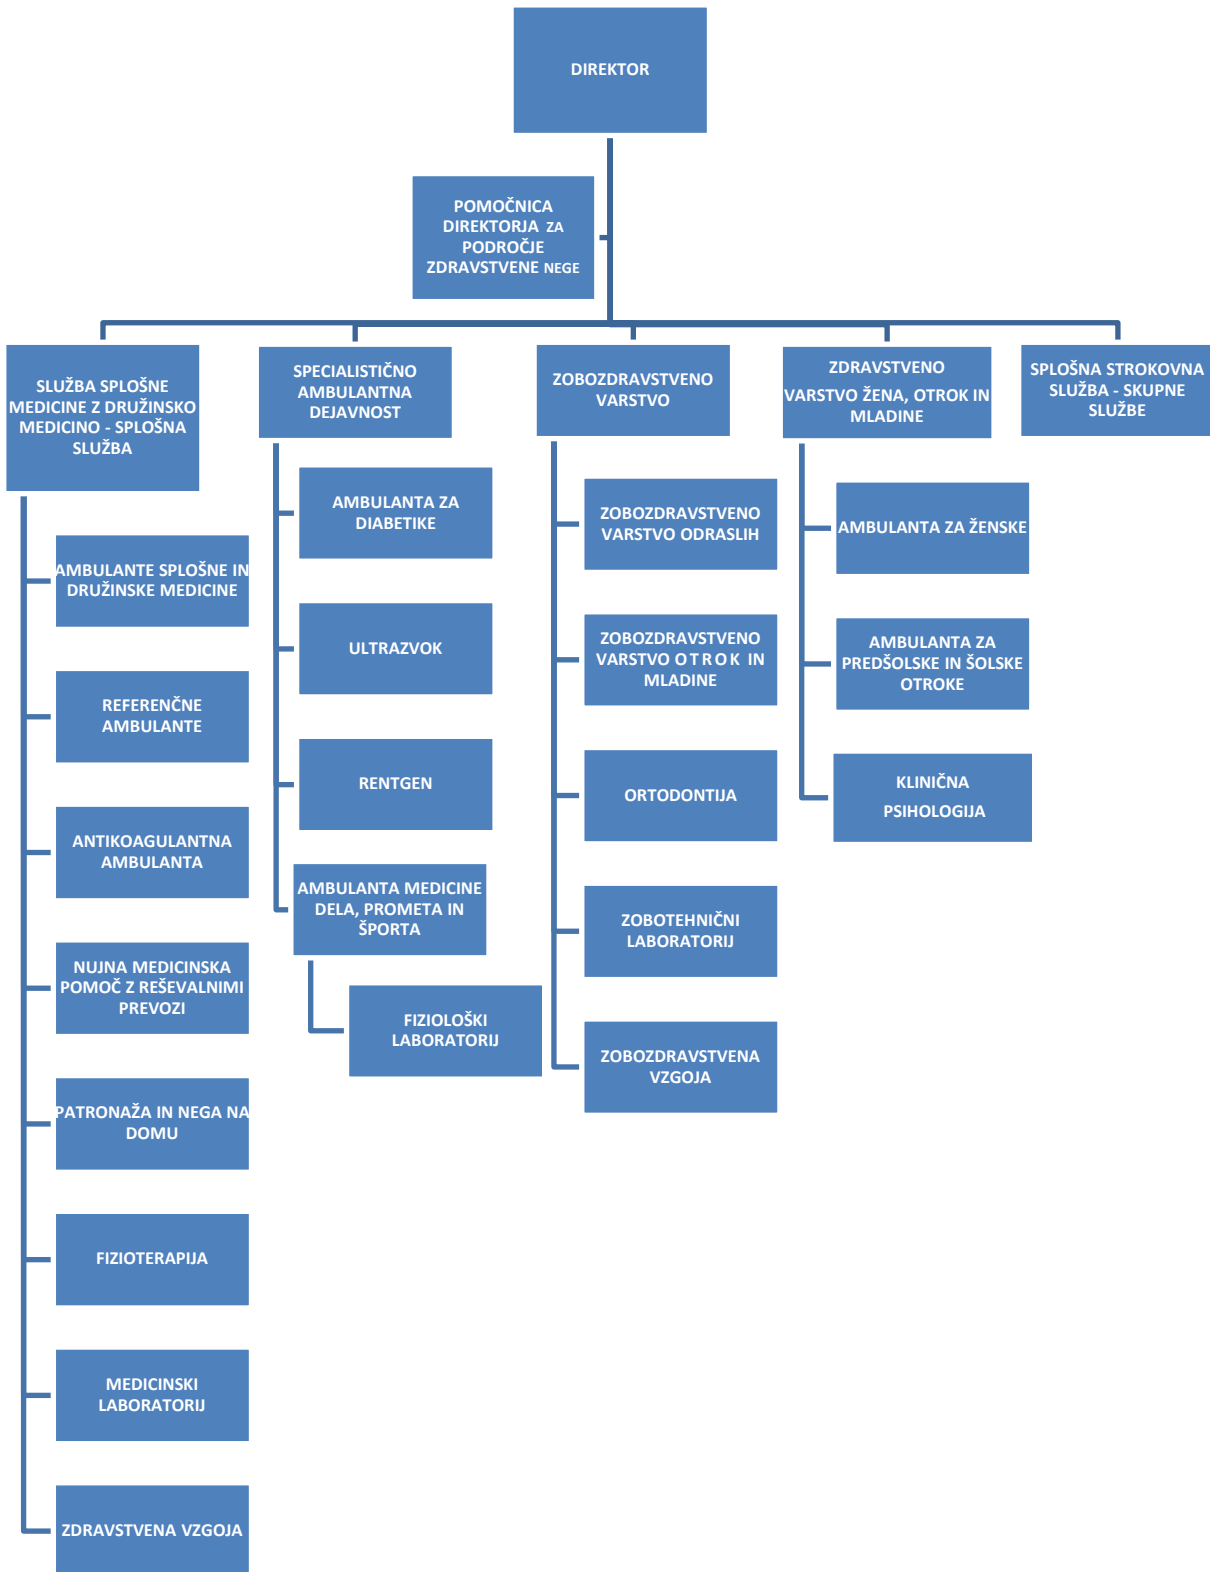 DIREKTOR
POMOČNICA
DIREKTORJA ZA
PODROČJE
ZDRAVSTVENE NEGE
SLUŽBA SPLOŠNE
MEDICINE Z DRUŽINSKO
MEDICINO - SPLOŠNA
SLUŽBA
AMBULANTE SPLOŠNE IN
DRUŽINSKE MEDICINE
REFERENČNE
AMBULANTE
ANTIKOAGULANTNA
AMBULANTA
NUJNA MEDICINSKA
POMOČ Z REŠEVALNIMI
PREVOZI
PATRONAŽA IN NEGA NA
DOMU
FIZIOTERAPIJA
MEDICINSKI
LABORATORIJ
ZDRAVSTVENA VZGOJA
SPECIALISTIČNO
AMBULANTNA
DEJAVNOST
AMBULANTA ZA
DIABETIKE
ULTRAZVOK
RENTGEN
AMBULANTA MEDICINE
DELA, PROMETA IN
ŠPORTA
FIZIOLOŠKI
LABORATORIJ
ZOBOZDRAVSTVENO
VARSTVO
ZOBOZDRAVSTVENO
VARSTVO ODRASLIH
ZOBOZDRAVSTVENO
VARSTVO OTROK IN
MLADINE
ORTODONTIJA
ZOBOTEHNIČNI
LABORATORIJ
ZOBOZDRAVSTVENA
VZGOJA
ZDRAVSTVENO
VARSTVO ŽENA, OTROK IN
MLADINE
AMBULANTA ZA ŽENSKE
AMBULANTA ZA
PREDŠOLSKE IN ŠOLSKE
OTROKE
KLINIČNA
PSIHOLOGIJA
SPLOŠNA STROKOVNA
SLUŽBA - SKUPNE
SLUŽBE